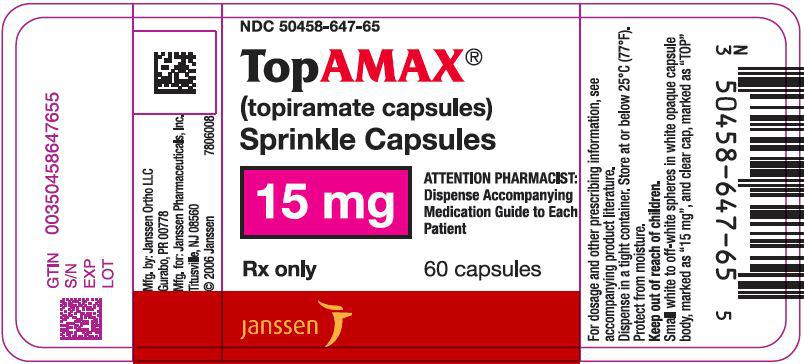 GTIN 00350458647655
S/N
EXP
LOT
Mfg. by: Janssen Ortho LLC
Gurabo, PR 00778
Mfg. for: Janssen Pharmaceuticals, Inc.
Titusville, NJ 08560
© 2006 Janssen 7806008
NDC 50458-647-65
TopAMAX®
(topiramate capsules)
Sprinkle Capsules
15 mg
ATTENTION PHARMACIST:
Dispense Accompanying
Medication Guide to Each
Patient
Rx only 60 capsules
janssen
For dosage and other prescribing information, see
accompanying product literature.
Dispense in a tight container. Store at or below 25°C (77°F).
Protect from moisture.
Keep out of reach of children.
Small white to off-white spheres in white opaque capsule
body, marked as "15 mg", and clear cap, marked as "TOP"
N
3 50458-647-65 5